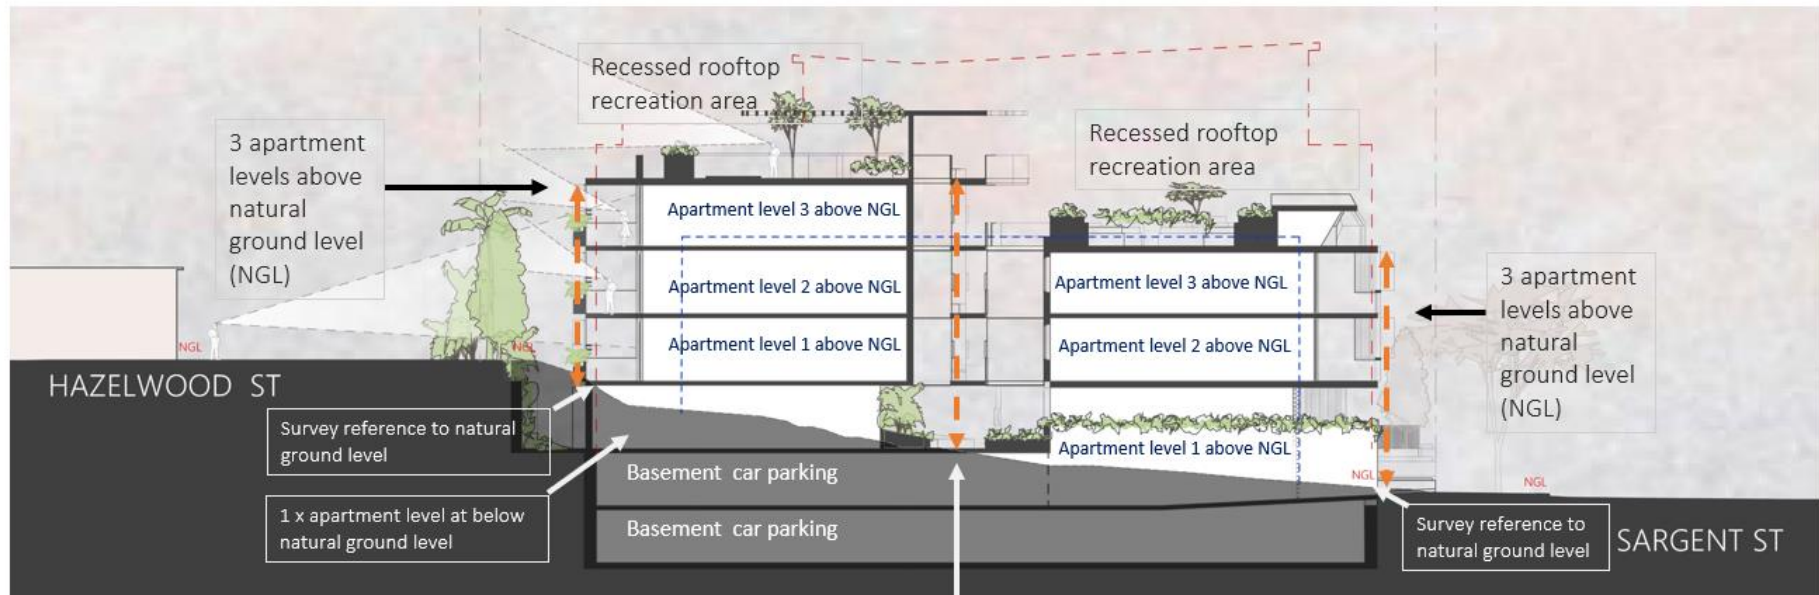 Recessed rooftop
recreation area
3 apartment
levels above
natural
ground level
(NGL)
Recessed rooftop
recreation area
Apartment level 3 above NGL
Apartment level 2 above NGL
Apartment level 1 above NGL
Apartment level 3 above NGL
Apartment level 2 above NGL
Apartment level 1 above NGL
3 apartment
levels above
natural
ground level
(NGL)
NGL
NGL
HAZELWOOD ST
Survey reference to natural
ground level
1 x apartment level at below
natural ground level
Basement car parking
Basement car parking
NGL
NGL
Survey reference to
natural ground level
SARGENT ST